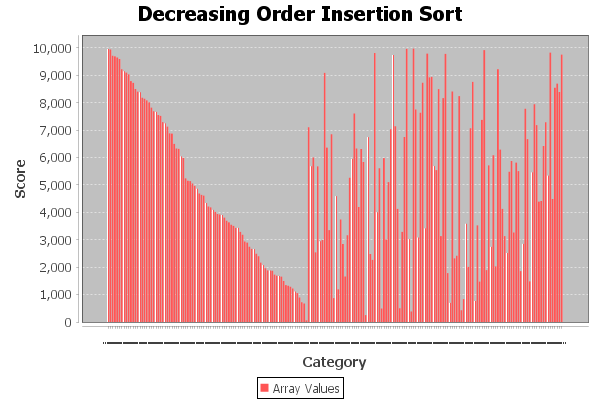 Decreasing Order Insertion Sort
10,000
9,000
8,000
7,000
6,000
5,000
4,000
3,000
2,000
1,000
0
Score
Category
Array Values